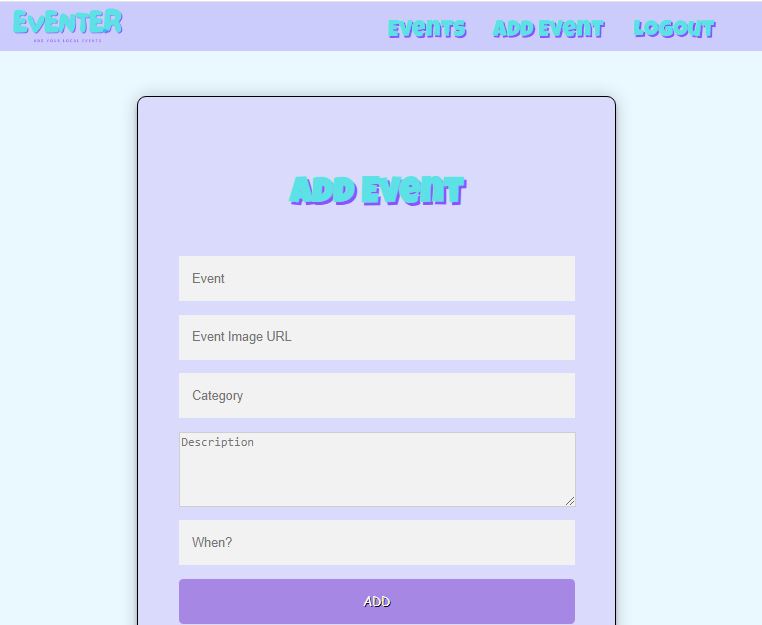 EVENTER
ADD YOUR LOCAL EVENTS
Events Add Event Logout
Add Event
Event
Event Image URL
Category
Description
When?
ADD